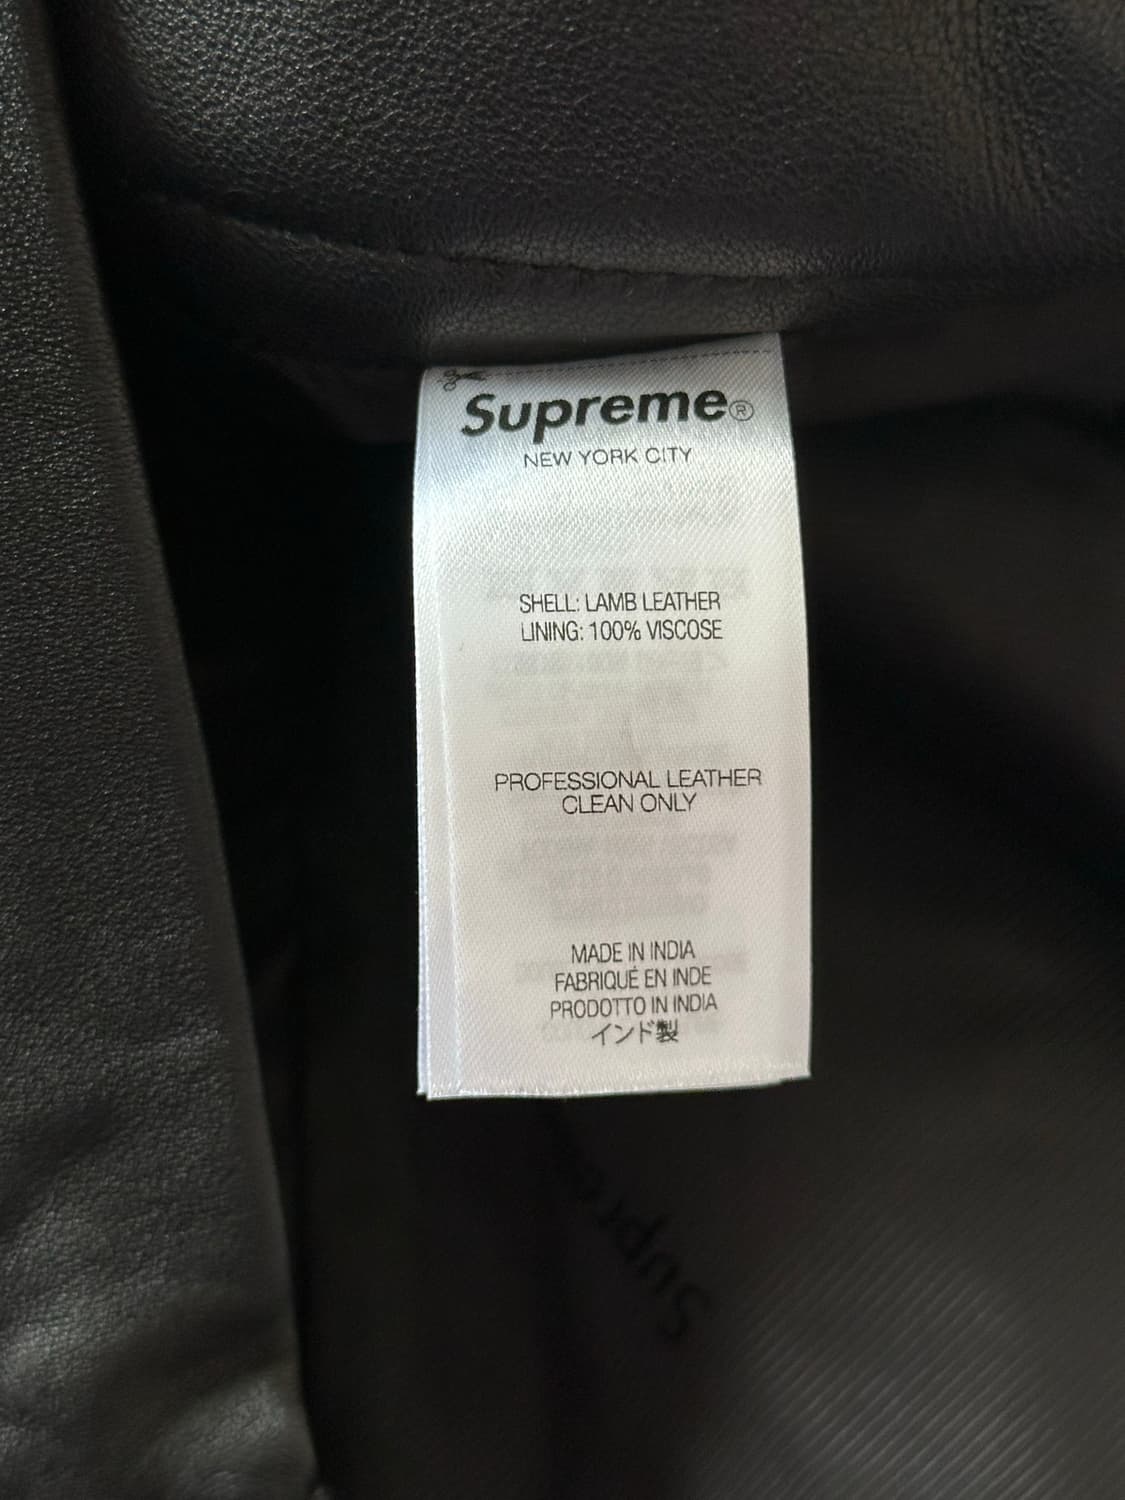 Supreme®
NEW YORK CITY
SHELL: LAMB LEATHER
LINING: 100% VISCOSE
PROFESSIONAL LEATHER
CLEAN ONLY
MADE IN INDIA
FABRIQUÉ EN INDE
PRODOTTO IN INDIA
インド製
Supre